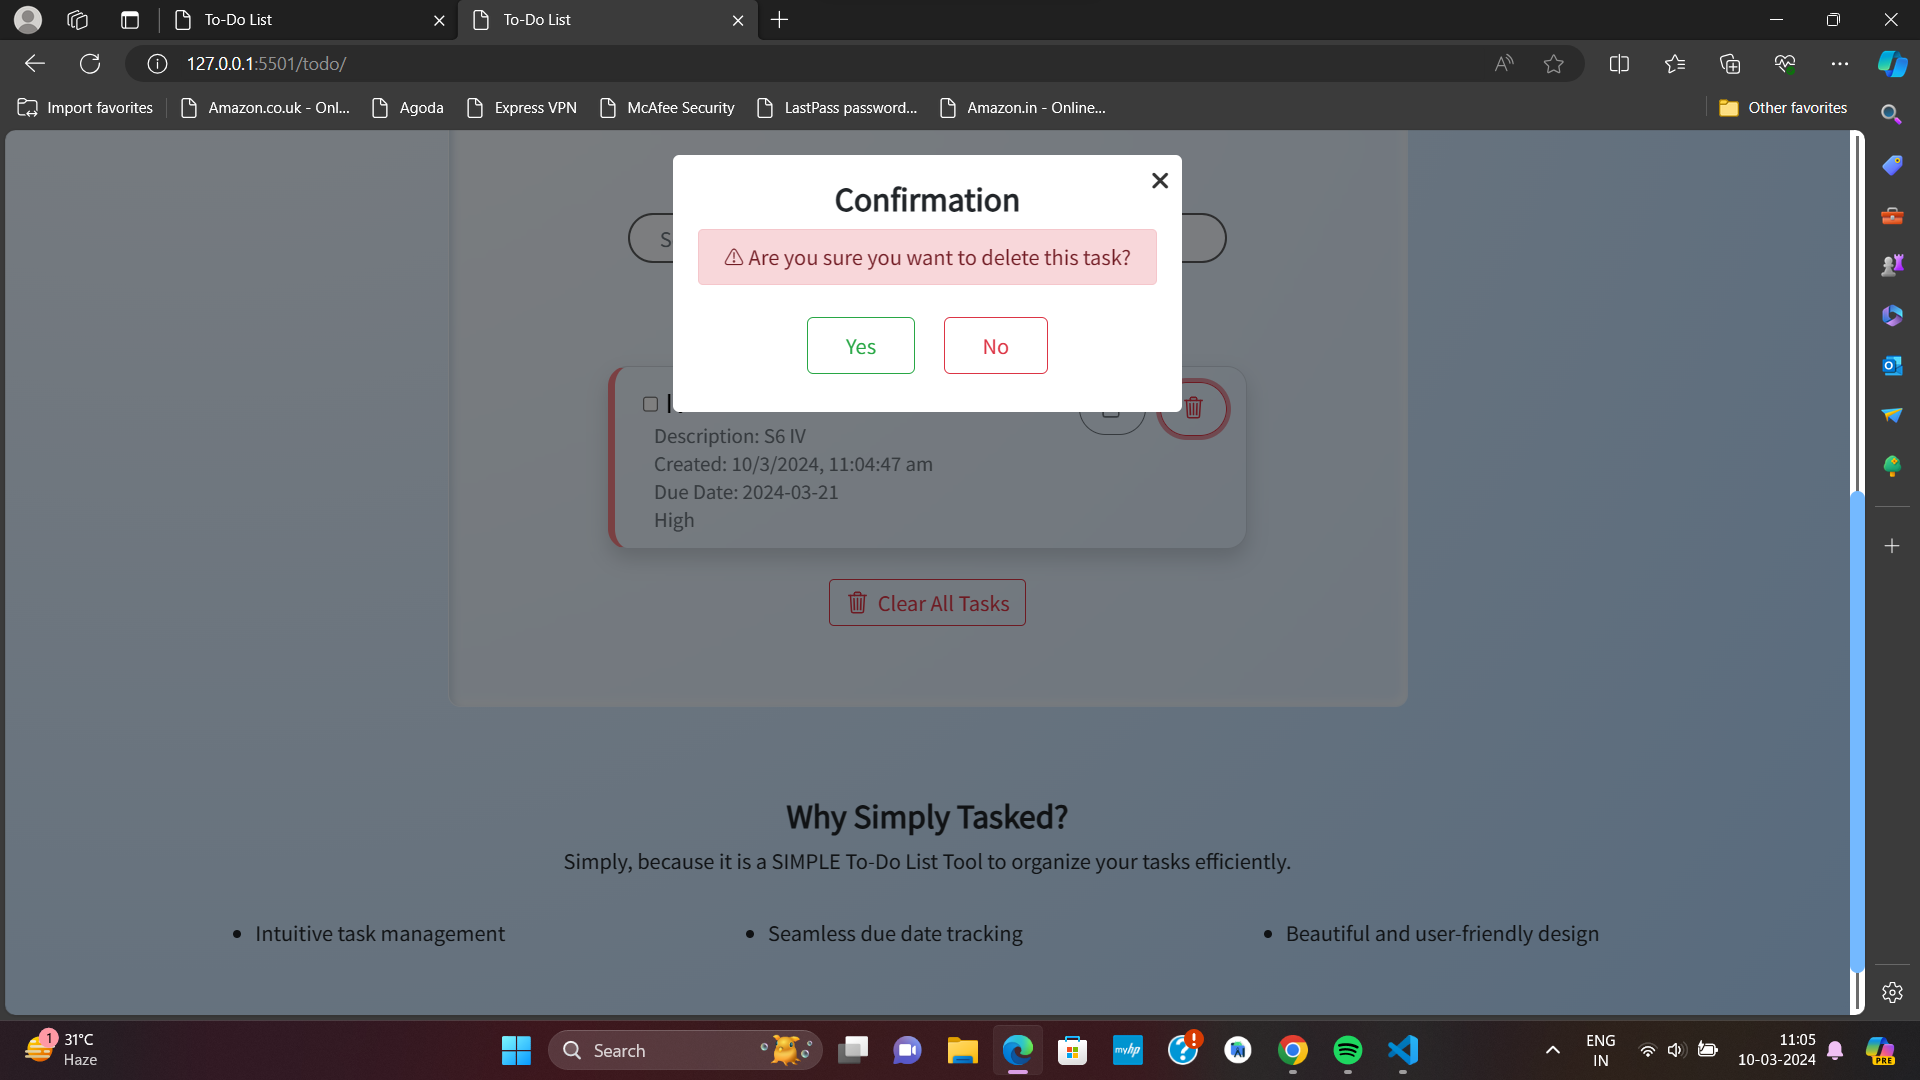 To-Do List
To-Do List
127.0.0.1:5501/todo/
Import favorites
Amazon.co.uk - Onl...
Agoda
Express VPN
McAfee Security
LastPass password...
Amazon.in - Online...
Other favorites
Confirmation
⚠ Are you sure you want to delete this task?
Yes
No
Description: S6 IV
Created: 10/3/2024, 11:04:47 am
Due Date: 2024-03-21
High
Clear All Tasks
Why Simply Tasked?
Simply, because it is a SIMPLE To-Do List Tool to organize your tasks efficiently.
• Intuitive task management
• Seamless due date tracking
• Beautiful and user-friendly design
1
31°C
Haze
Search
myhp
AI
ENG
IN
11:05
10-03-2024
PRE